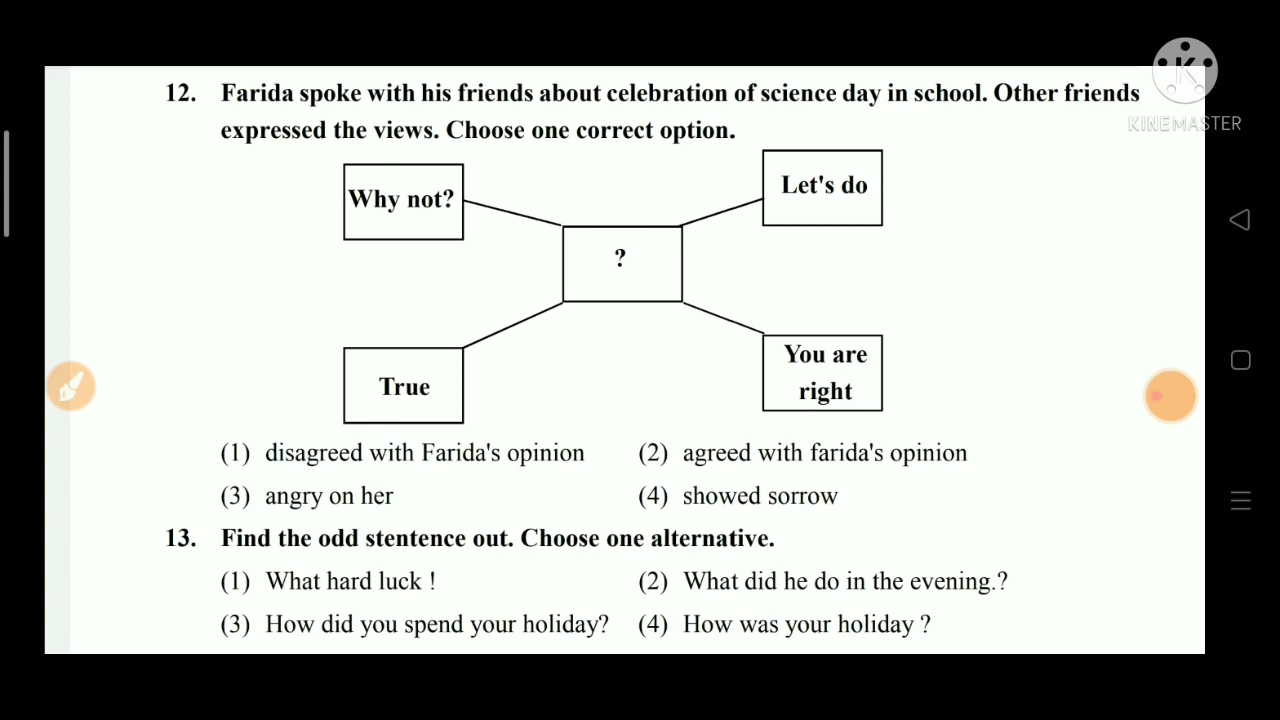 12. Farida spoke with his friends about celebration of science day in school. Other friends
expressed the views. Choose one correct option.
KINEMASTER
Why not?
Let's do
?
True
You are
right
(1) disagreed with Farida's opinion (2) agreed with farida's opinion
(3) angry on her (4) showed sorrow
13. Find the odd stentence out. Choose one alternative.
(1) What hard luck ! (2) What did he do in the evening.?
(3) How did you spend your holiday? (4) How was your holiday ?